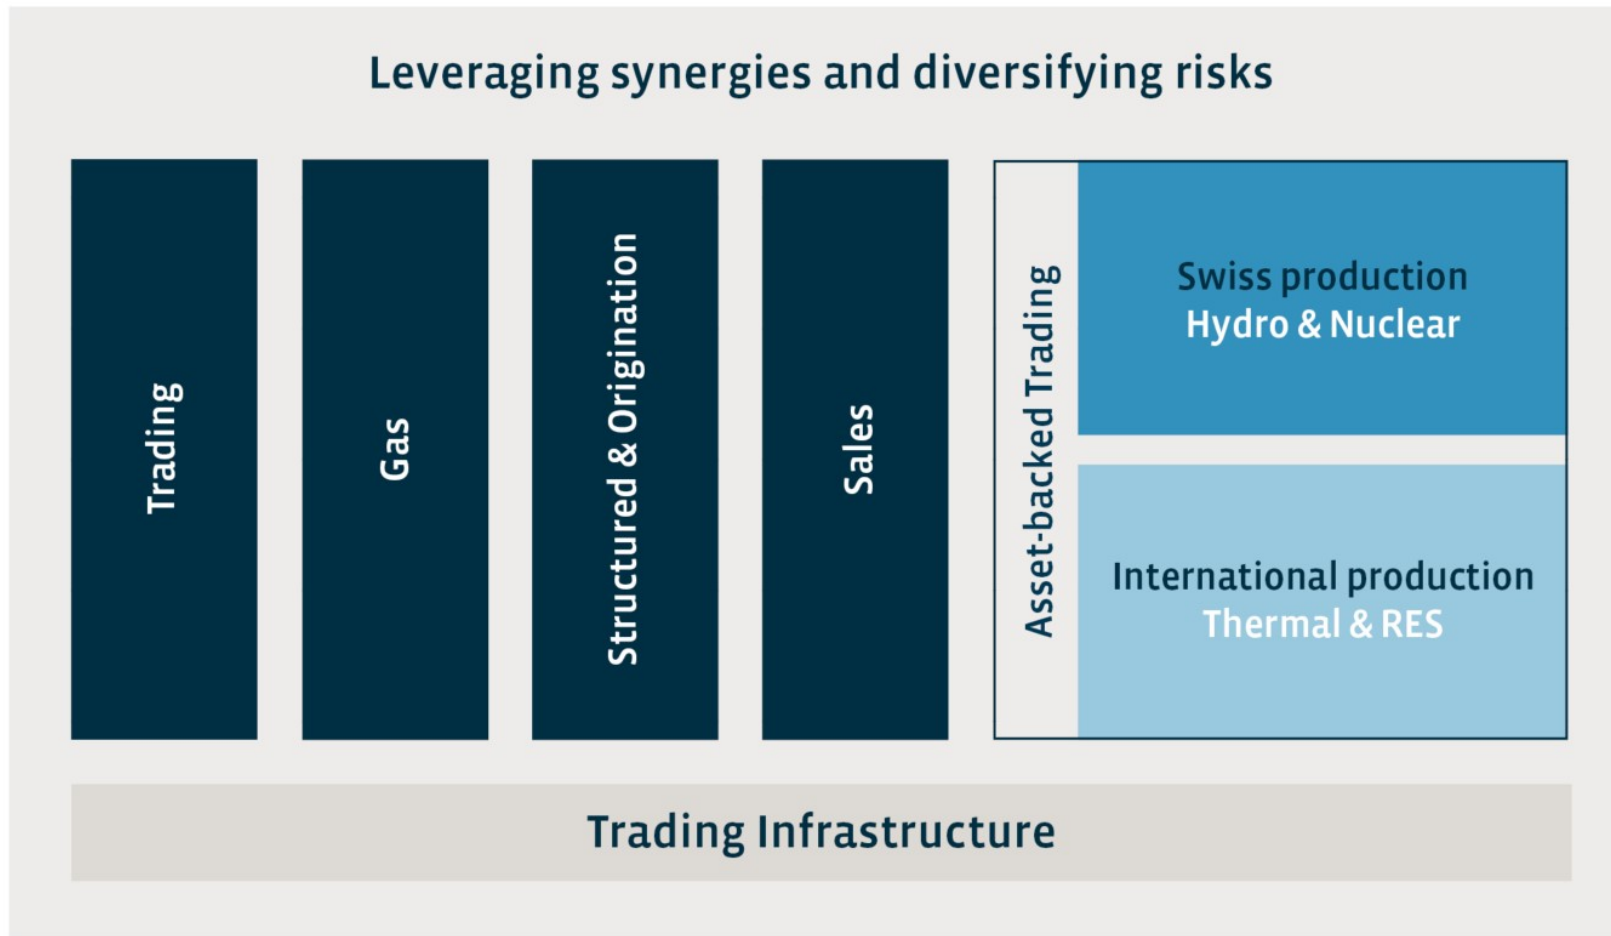 Leveraging synergies and diversifying risks
Trading
Gas
Structured & Origination
Sales
Asset-backed Trading
Swiss production
Hydro & Nuclear
International production
Thermal & RES
Trading Infrastructure